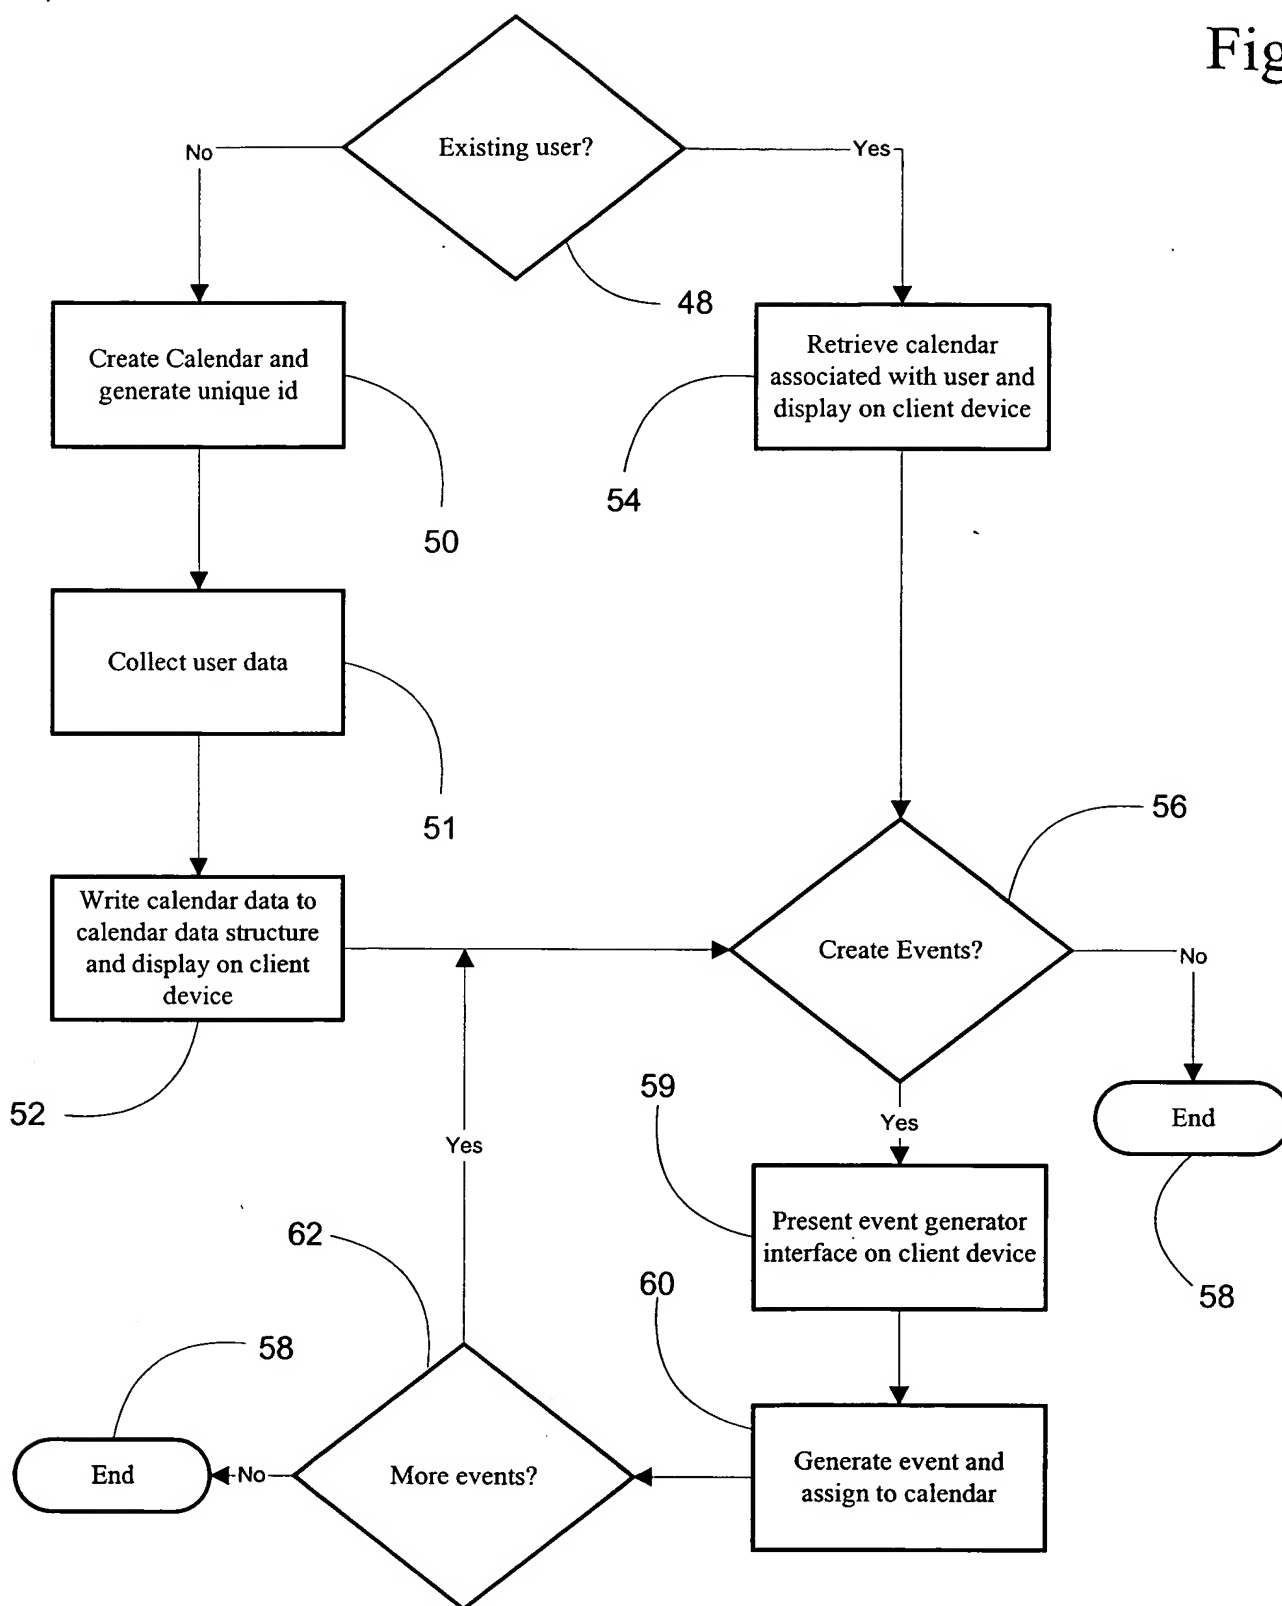 Fig
Existing user?
No
Yes
48
Create Calendar and
generate unique id
Retrieve calendar
associated with user and
display on client device
54
50
Collect user data
51
56
Write calendar data to
calendar data structure
and display on client
device
Create Events?
No
52
59
Yes
End
Yes
62
Present event generator
interface on client device
60
58
58
End
No
More events?
Generate event and
assign to calendar